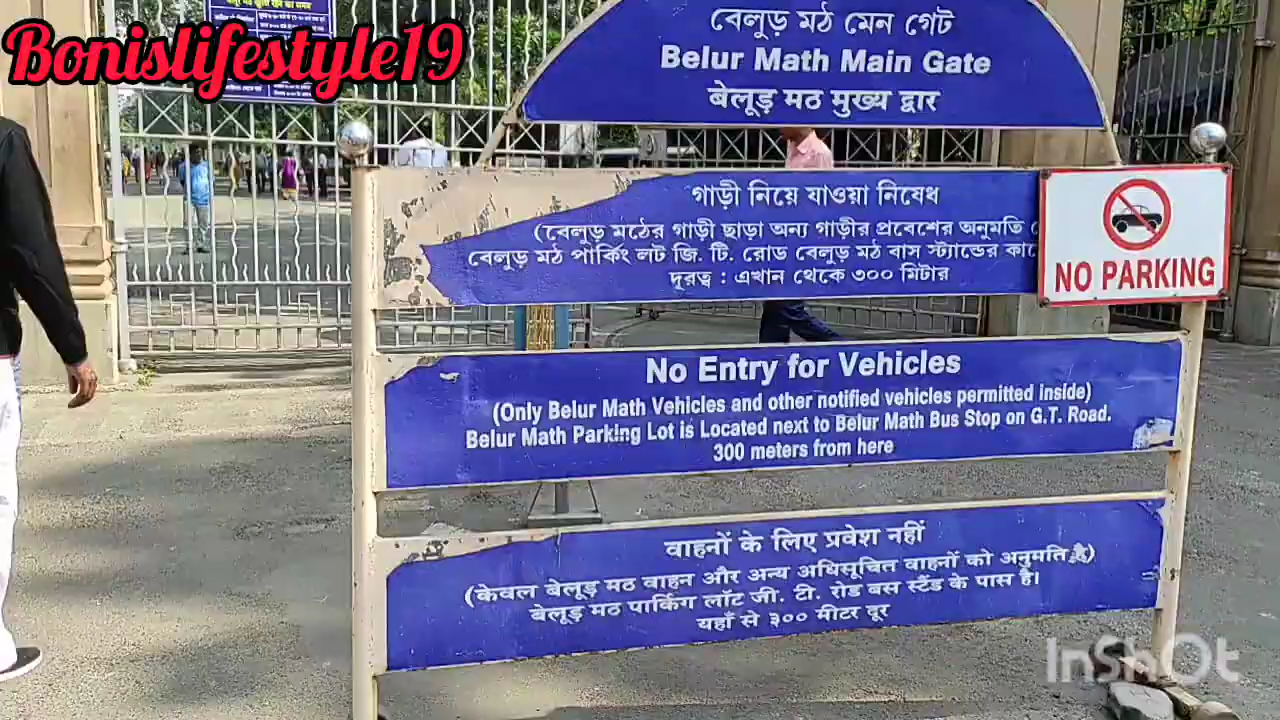 Bonislifestyle19
বেলুড় মঠ মেন গেট
Belur Math Main Gate
बेलूड़ मठ मुख्य द्वार
গাড়ী নিয়ে যাওয়া নিষেধ
(বেলুড় মঠের গাড়ী ছাড়া অন্য গাড়ীর প্রবেশের অনুমতি
বেলুড় মঠ পার্কিং লট জি. টি. রোড বেলুড় মঠ বাস স্ট্যান্ডের
দূরত্ব : এখান থেকে ৩০০ মিটার
NO PARKING
No Entry for Vehicles
(Only Belur Math Vehicles and other notified vehicles permitted inside)
Belur Math Parking Lot is Located next to Belur Math Bus Stop on G.T. Road.
300 meters from here
वाहनों के लिए प्रवेश नहीं
(केवल बेलूड़ मठ वाहन और अन्य अधिसूचित वाहनों को अनुमति है)
बेलूड़ मठ पार्किंग लॉट जी. टी. रोड बस स्टैंड के पास है।
यहाँ से ३०० मीटर दूर
InShOt